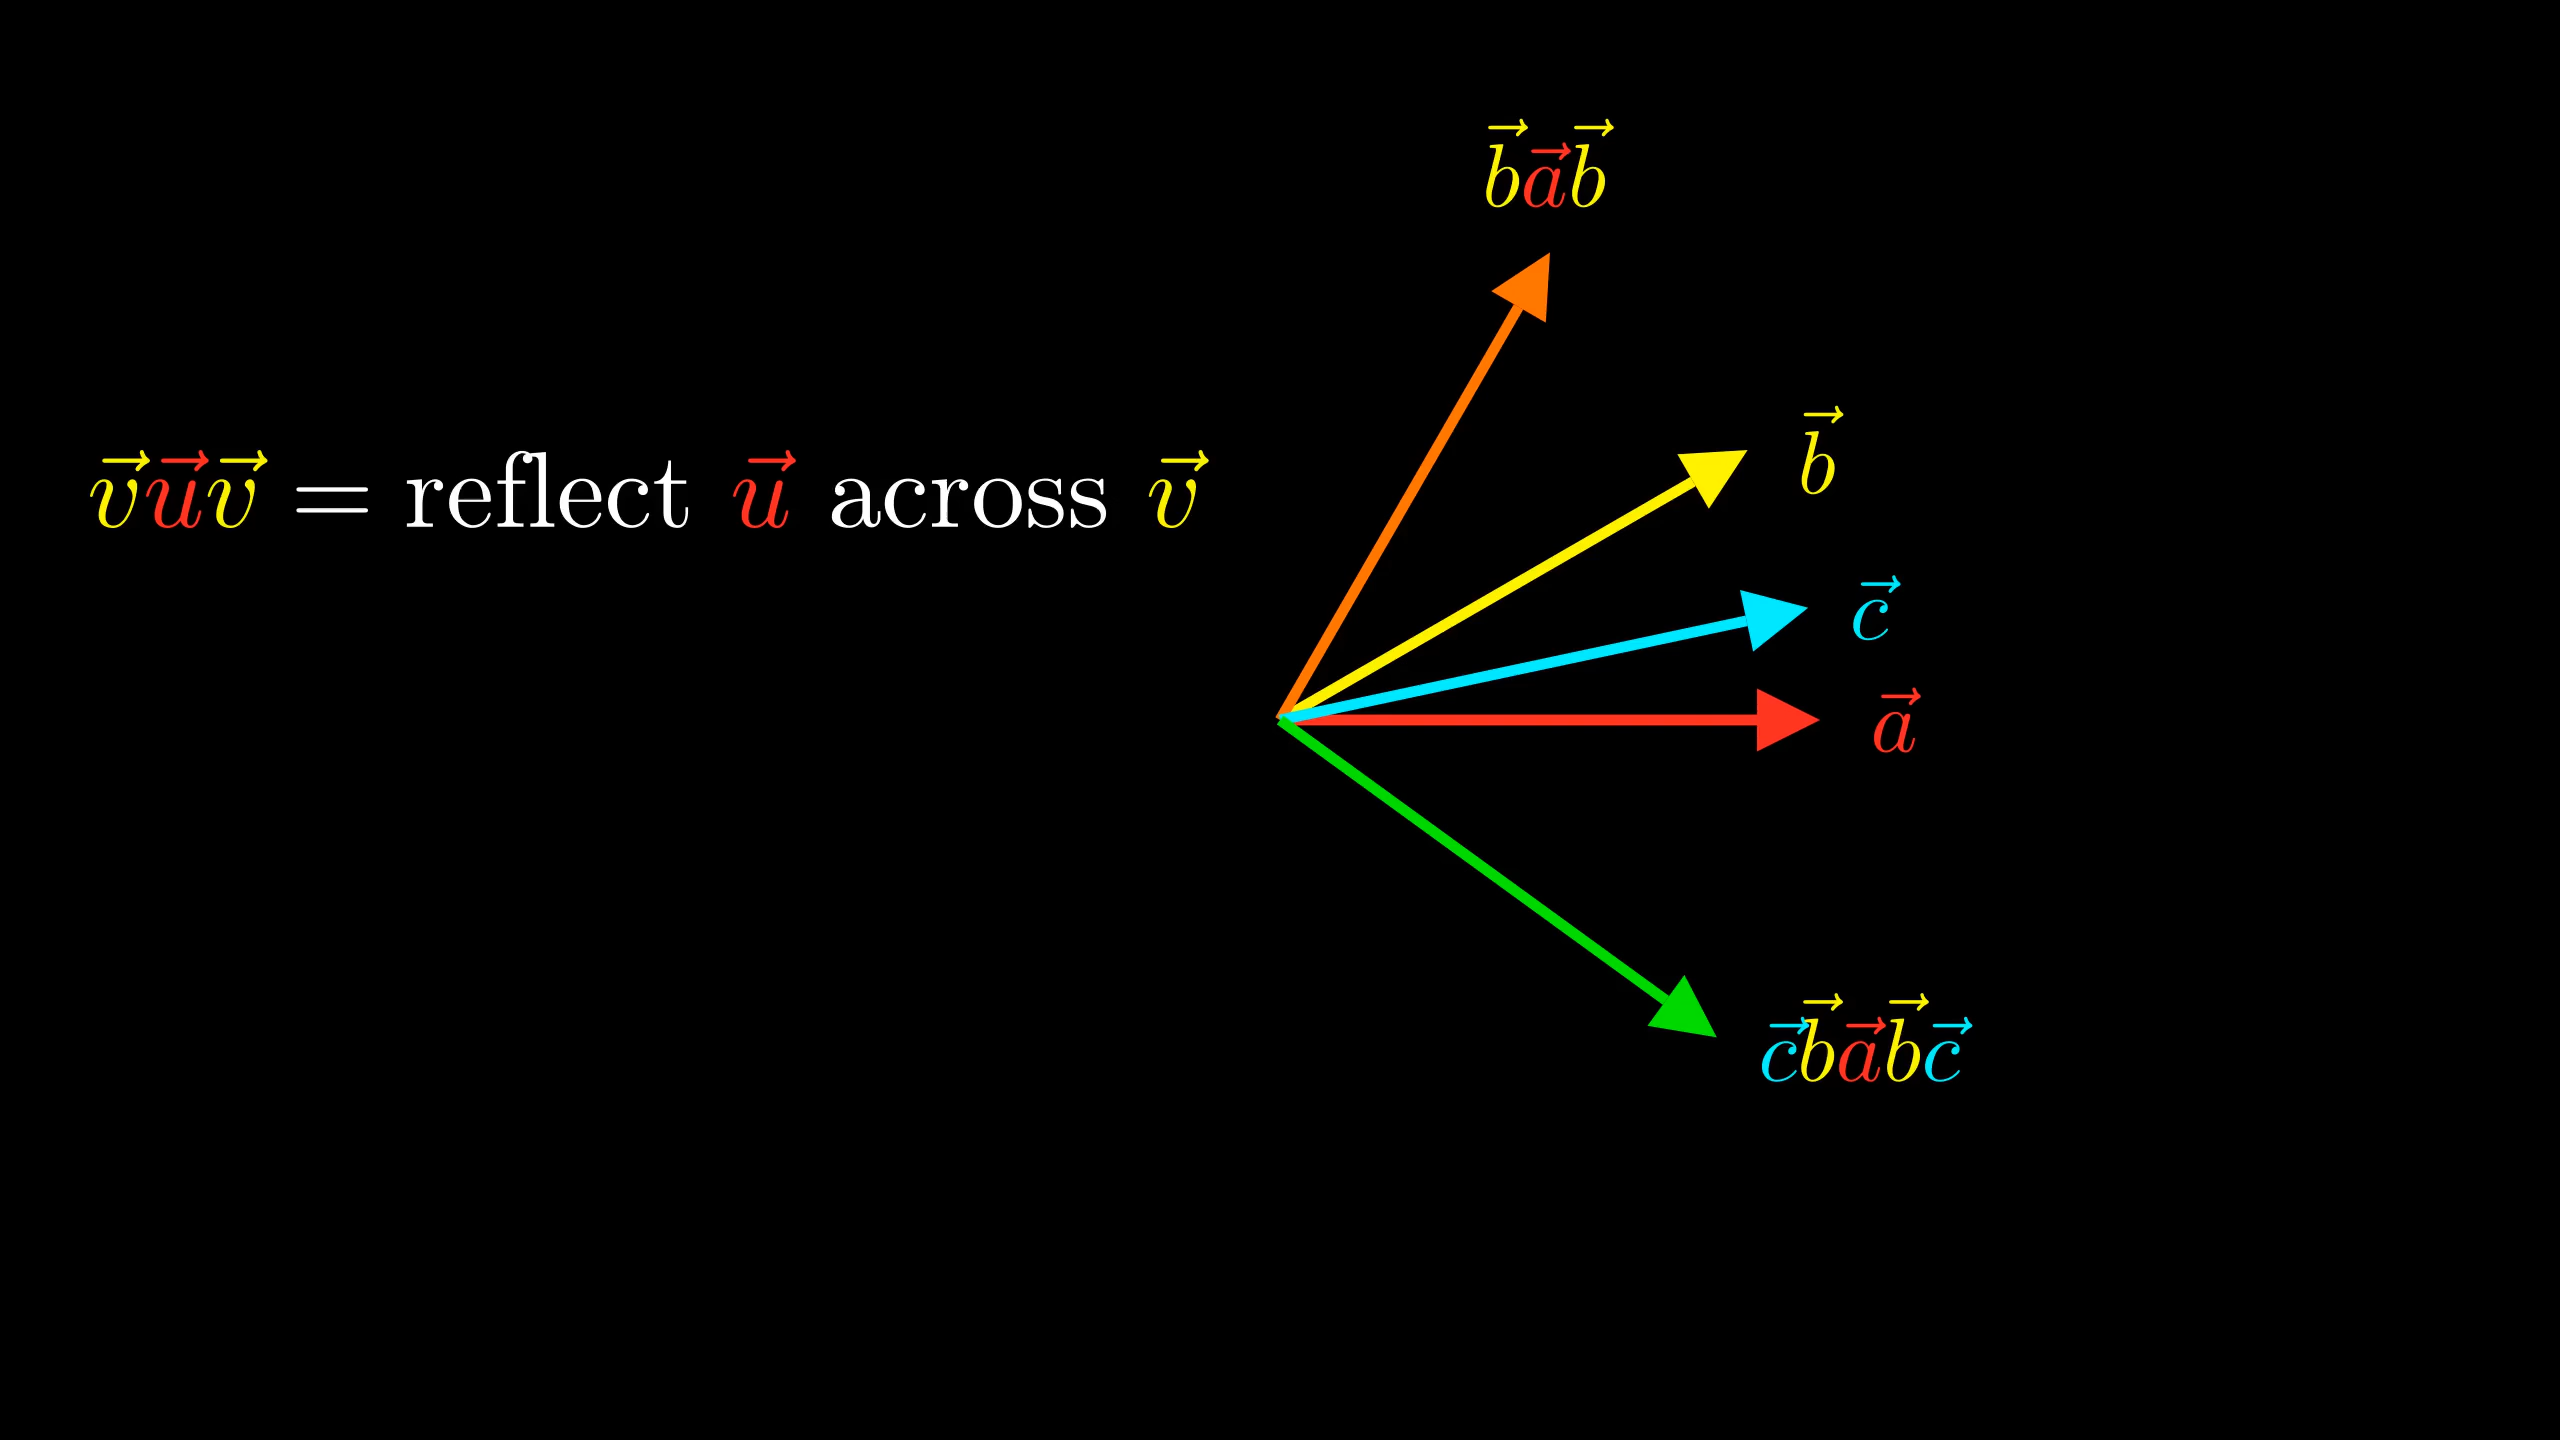 b⃗a⃗b⃗
b⃗
v⃗u⃗v⃗ = reflect u⃗ across v⃗
c⃗
a⃗
c⃗b⃗a⃗b⃗c⃗